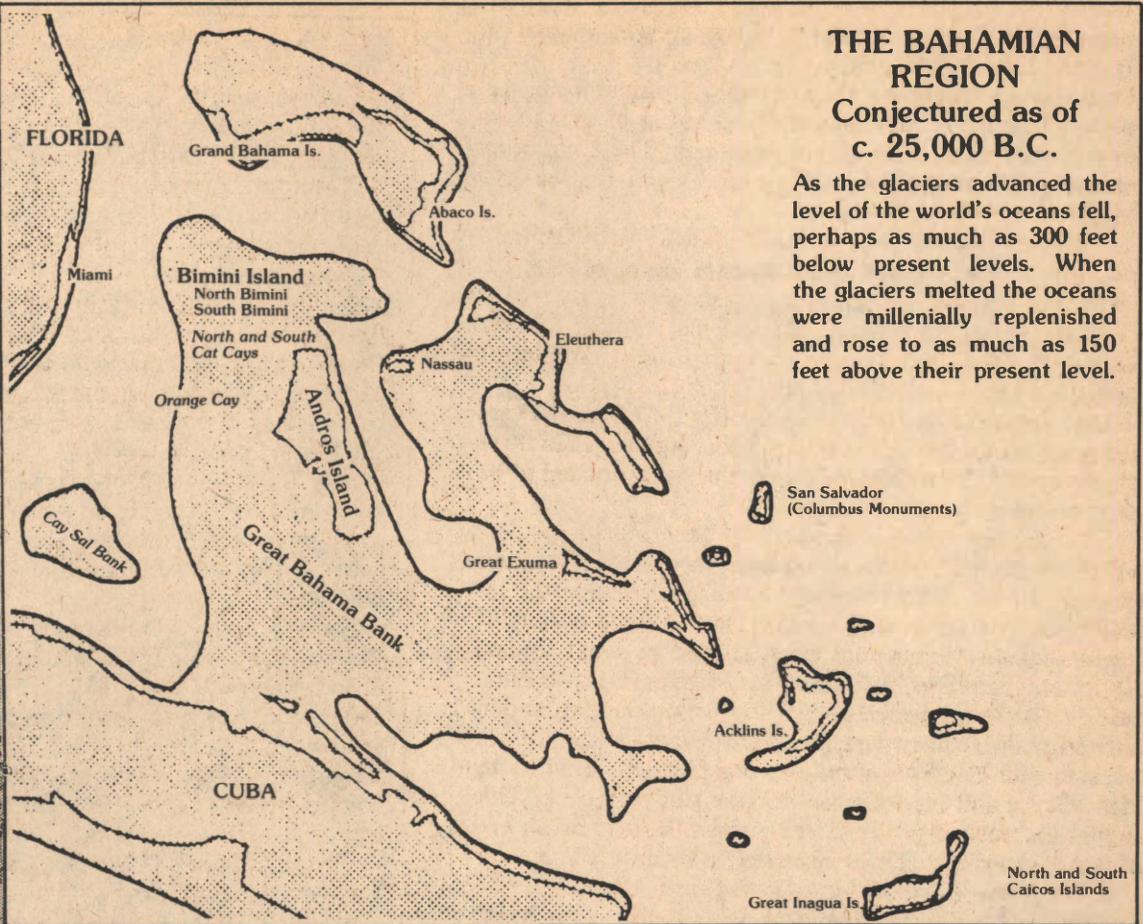 THE BAHAMIAN
REGION
Conjectured as of
c. 25,000 B.C.
As the glaciers advanced the
level of the world's oceans fell,
perhaps as much as 300 feet
below present levels. When
the glaciers melted the oceans
were millenially replenished
and rose to as much as 150
feet above their present level.
FLORIDA
Grand Bahama Is.
Abaco Is.
Miami
Bimini Island
North Bimini
South Bimini
North and South
Cat Cays
Eleuthera
Nassau
Orange Cay
Andros Island
San Salvador
(Columbus Monuments)
Cay Sal Bank
Great Bahama Bank
Great Exuma
Acklins Is.
CUBA
North and South
Caicos Islands
Great Inagua Is.